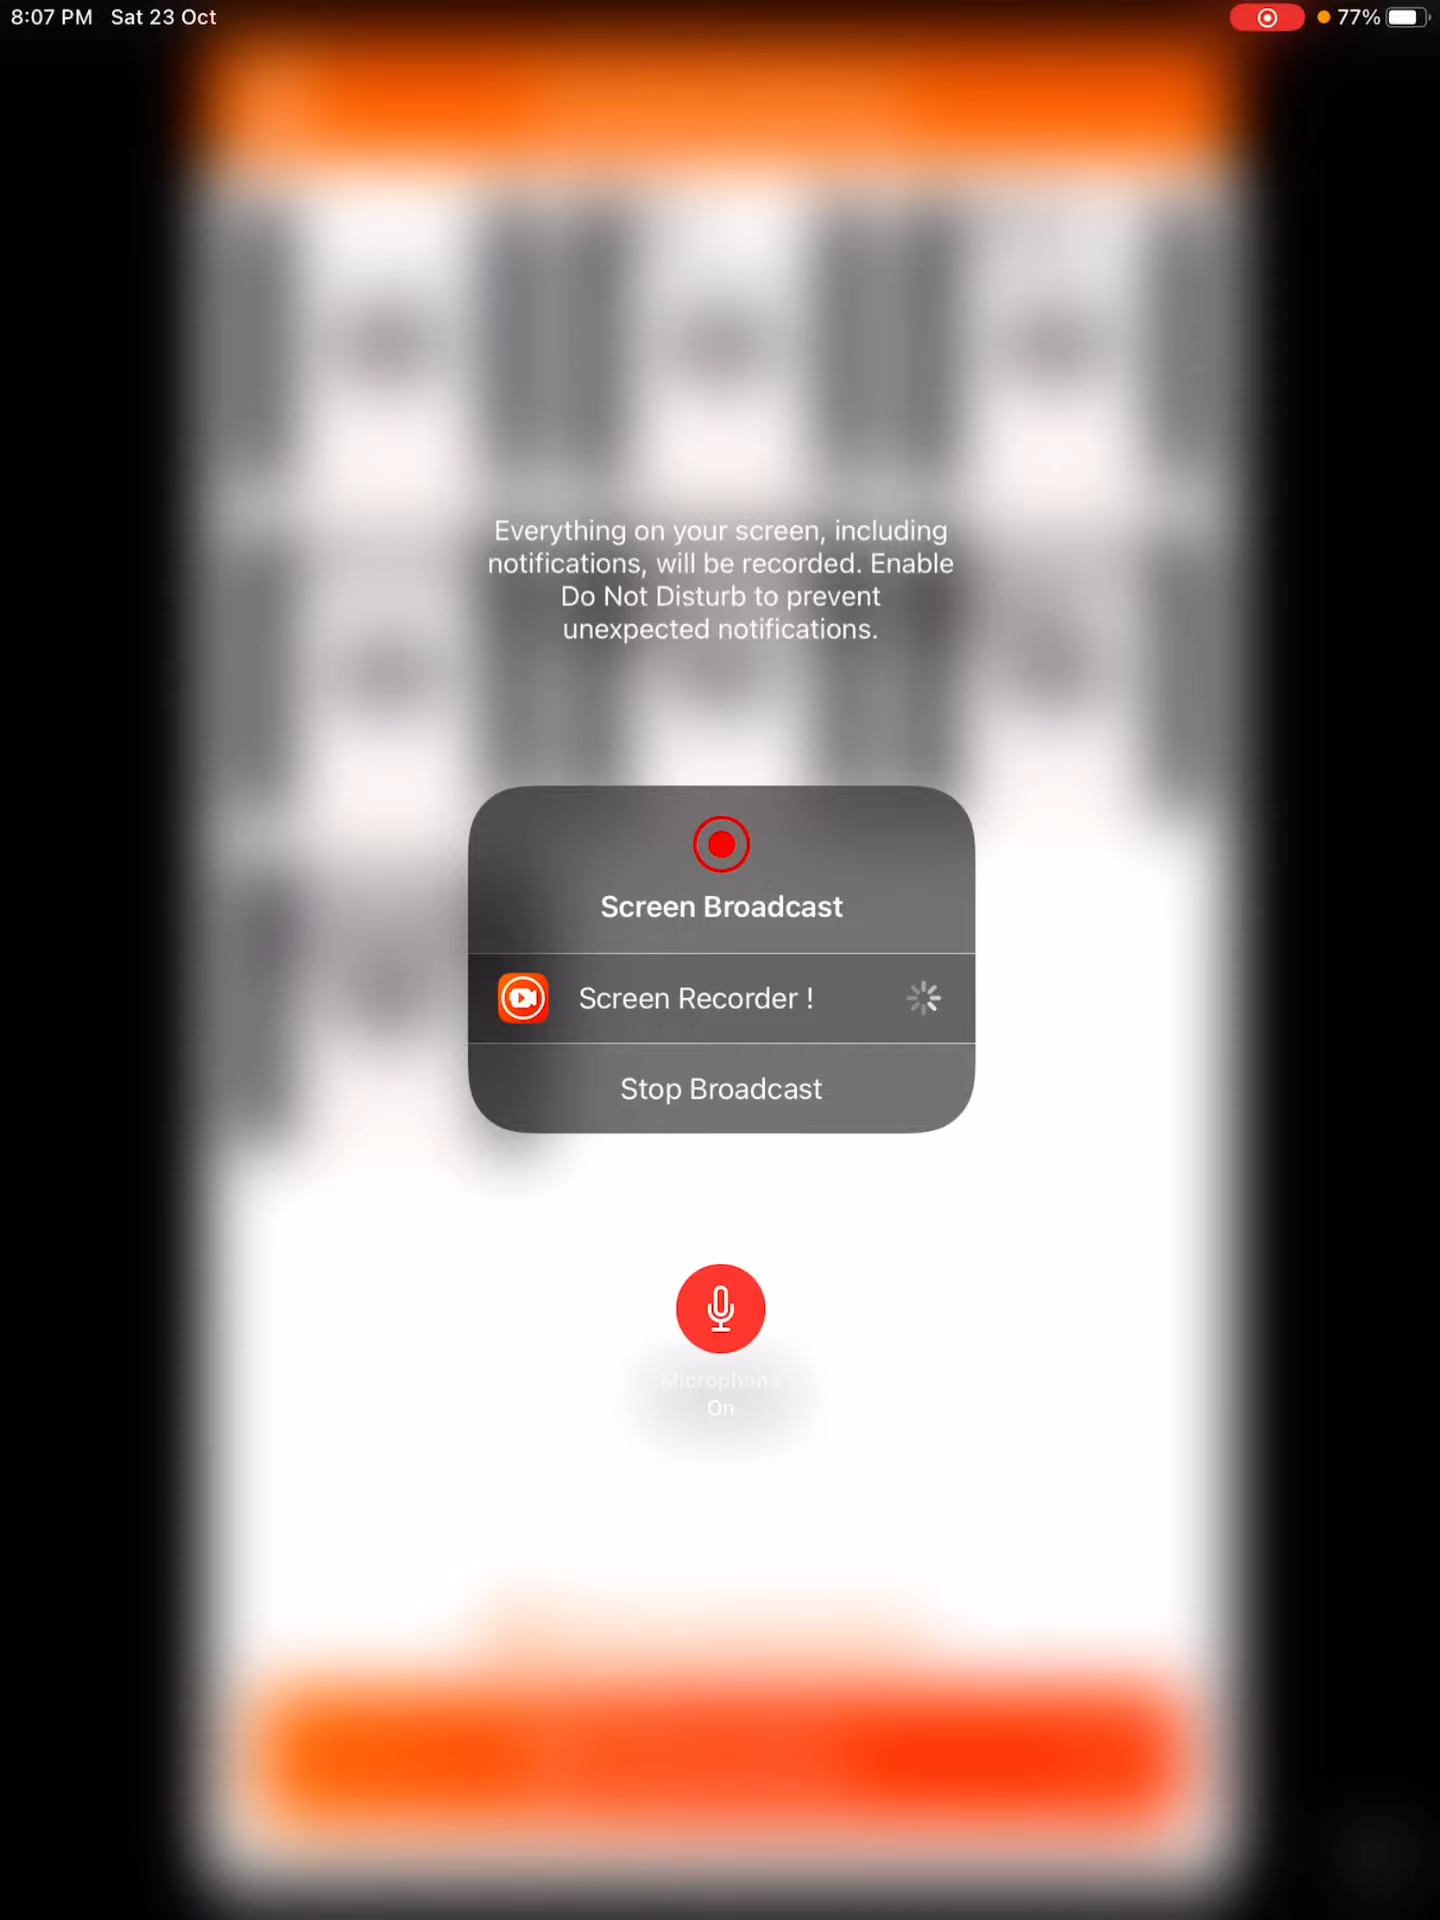 8:07 PM Sat 23 Oct
77%
Everything on your screen, including
notifications, will be recorded. Enable
Do Not Disturb to prevent
unexpected notifications.
Screen Broadcast
Screen Recorder !
Stop Broadcast
Microphone
On